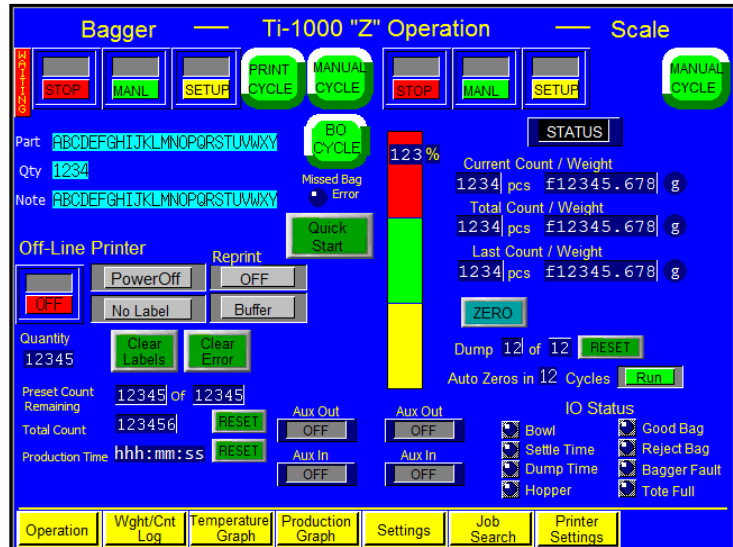 Bagger — Ti-1000 "Z" Operation — Scale
WAITING
STOP MANL SETUP PRINT CYCLE MANUAL CYCLE STOP MANL SETUP MANUAL CYCLE
Part ABCDEFGHIJKLMNOPQRSTUVWXY
BO CYCLE
123 %
STATUS
Qty 1234
Note ABCDEFGHIJKLMNOPQRSTUVWXY
Missed Bag
Error
Quick
Start
Current Count / Weight
1234 pcs f12345.678 g
Total Count / Weight
1234 pcs f12345.678 g
Last Count / Weight
1234 pcs f12345.678 g
Off-Line Printer
Reprint
OFF PowerOff OFF
No Label Buffer
ZERO
Quantity
12345
Clear
Labels
Clear
Error
Dump 12 of 12 RESET
Auto Zeros in 12 Cycles Run
Preset Count
Remaining
12345 of 12345
Total Count 123456 RESET
Production Time hhh:mm:ss RESET
Aux Out
OFF
Aux In
OFF
Aux Out
OFF
Aux In
OFF
IO Status
Bowl Good Bag
Settle Time Reject Bag
Dump Time Bagger Fault
Hopper Tote Full
Operation
Wght/Cnt
Log
Temperature
Graph
Production
Graph
Settings
Job
Search
Printer
Settings